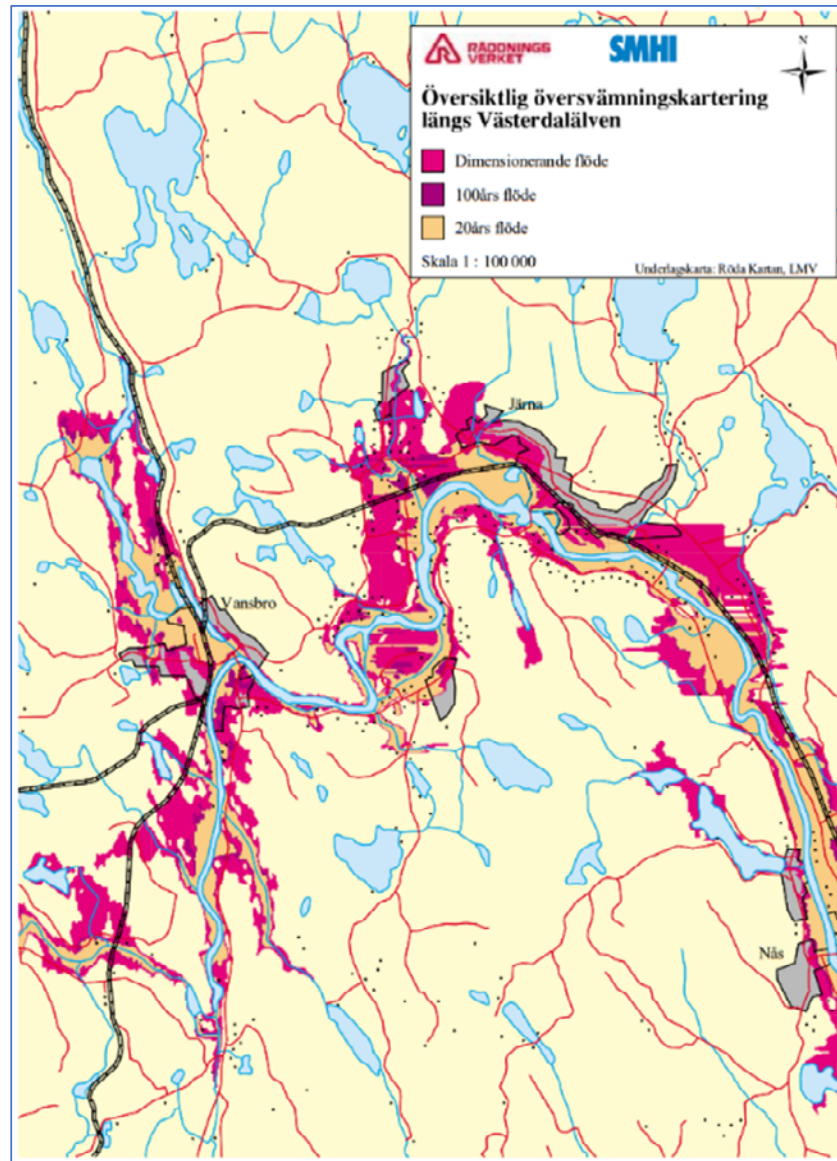 RÄDDNINGS
VERKET
SMHI
N
Översiktlig översvämningskartering
längs Västerdalälven
Dimensionerande flöde
100års flöde
20års flöde
Skala 1 : 100 000
Underlagskarta: Röda Kartan, LMV
Järna
Vansbro
Nås